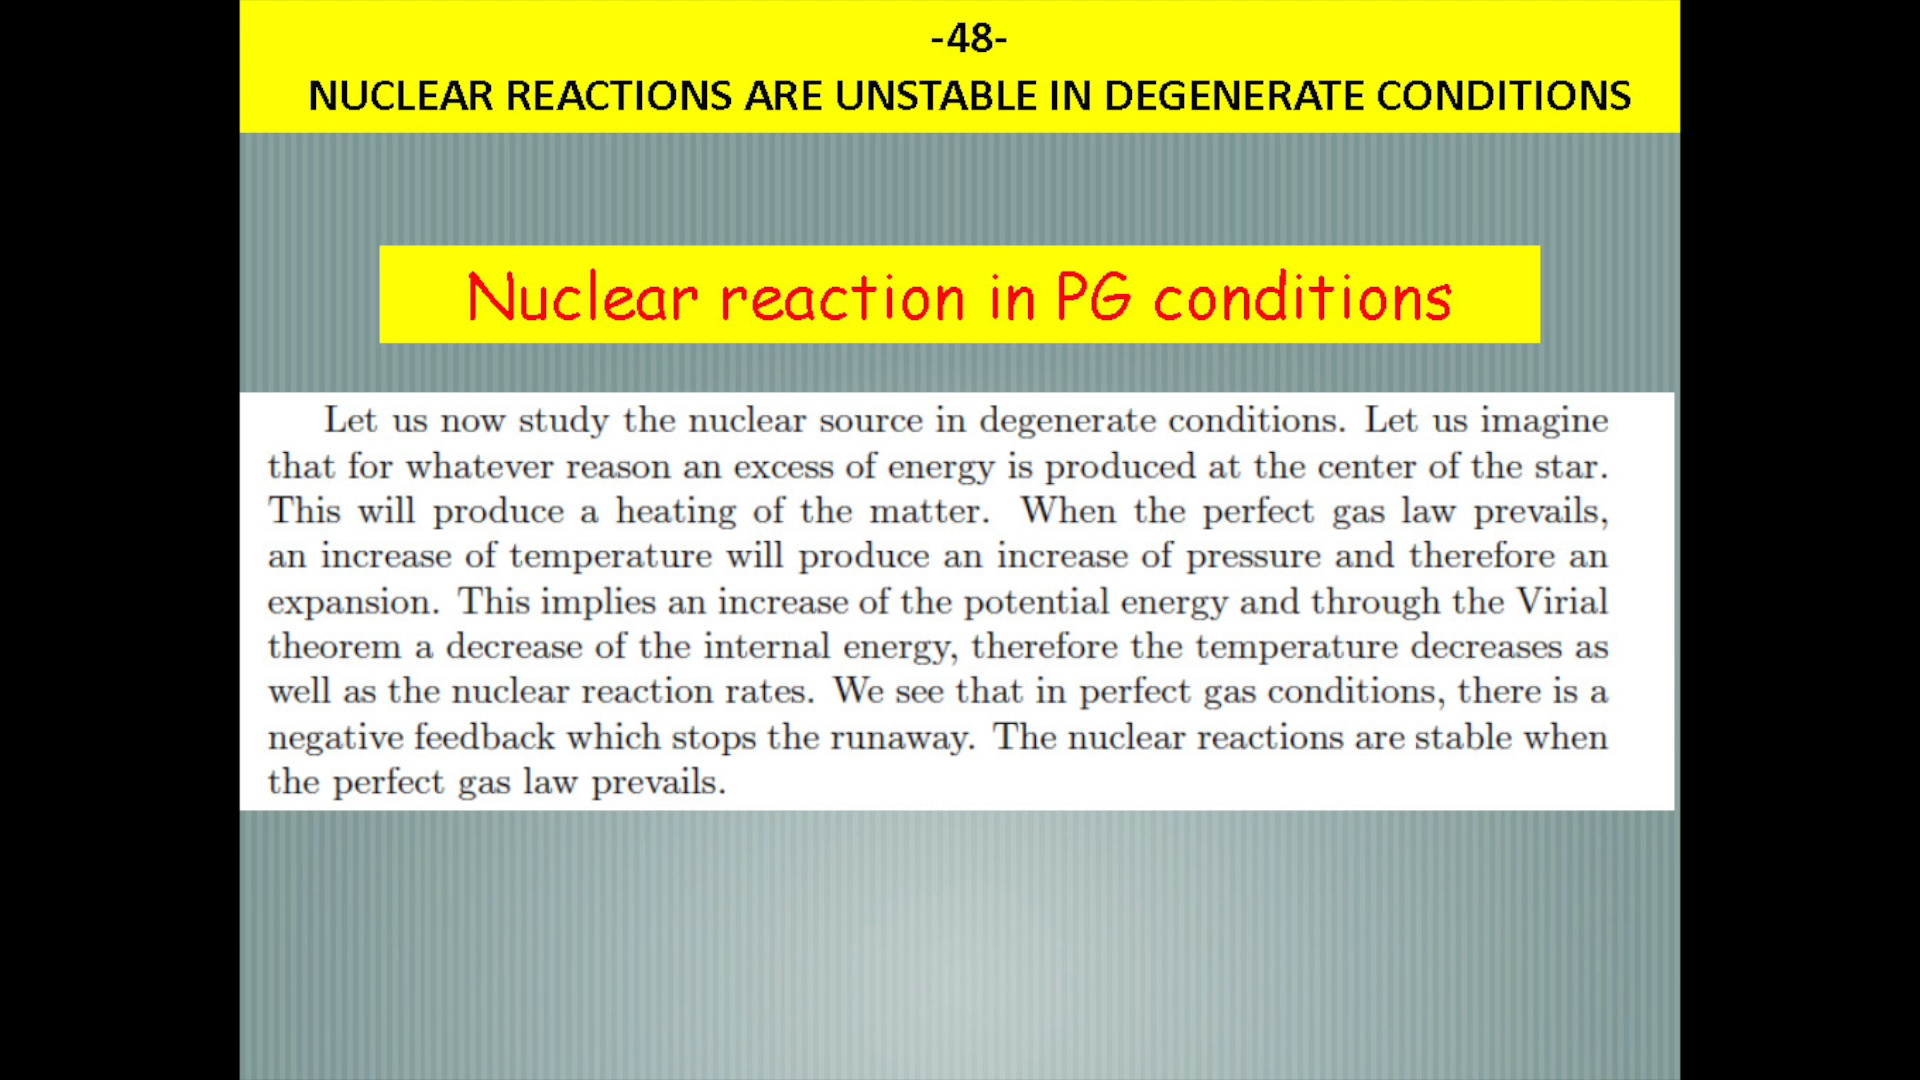 -48-
NUCLEAR REACTIONS ARE UNSTABLE IN DEGENERATE CONDITIONS
Nuclear reaction in PG conditions
Let us now study the nuclear source in degenerate conditions. Let us imagine
that for whatever reason an excess of energy is produced at the center of the star.
This will produce a heating of the matter. When the perfect gas law prevails,
an increase of temperature will produce an increase of pressure and therefore an
expansion. This implies an increase of the potential energy and through the Virial
theorem a decrease of the internal energy, therefore the temperature decreases as
well as the nuclear reaction rates. We see that in perfect gas conditions, there is a
negative feedback which stops the runaway. The nuclear reactions are stable when
the perfect gas law prevails.